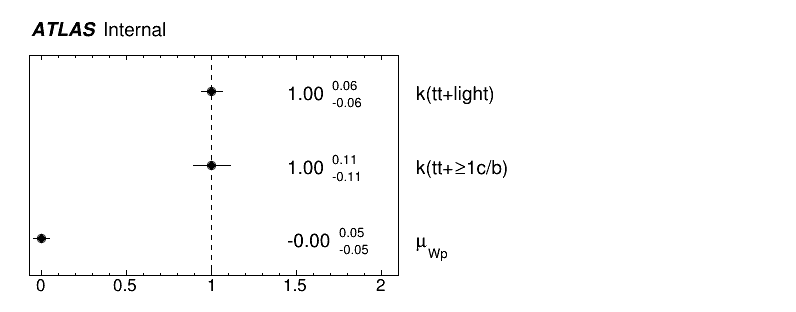 ATLAS Internal
1.00 0.06 -0.06 k(tt+light)
1.00 0.11 -0.11 k(tt+≥1c/b)
-0.00 0.05 -0.05 μWp
0 0.5 1 1.5 2